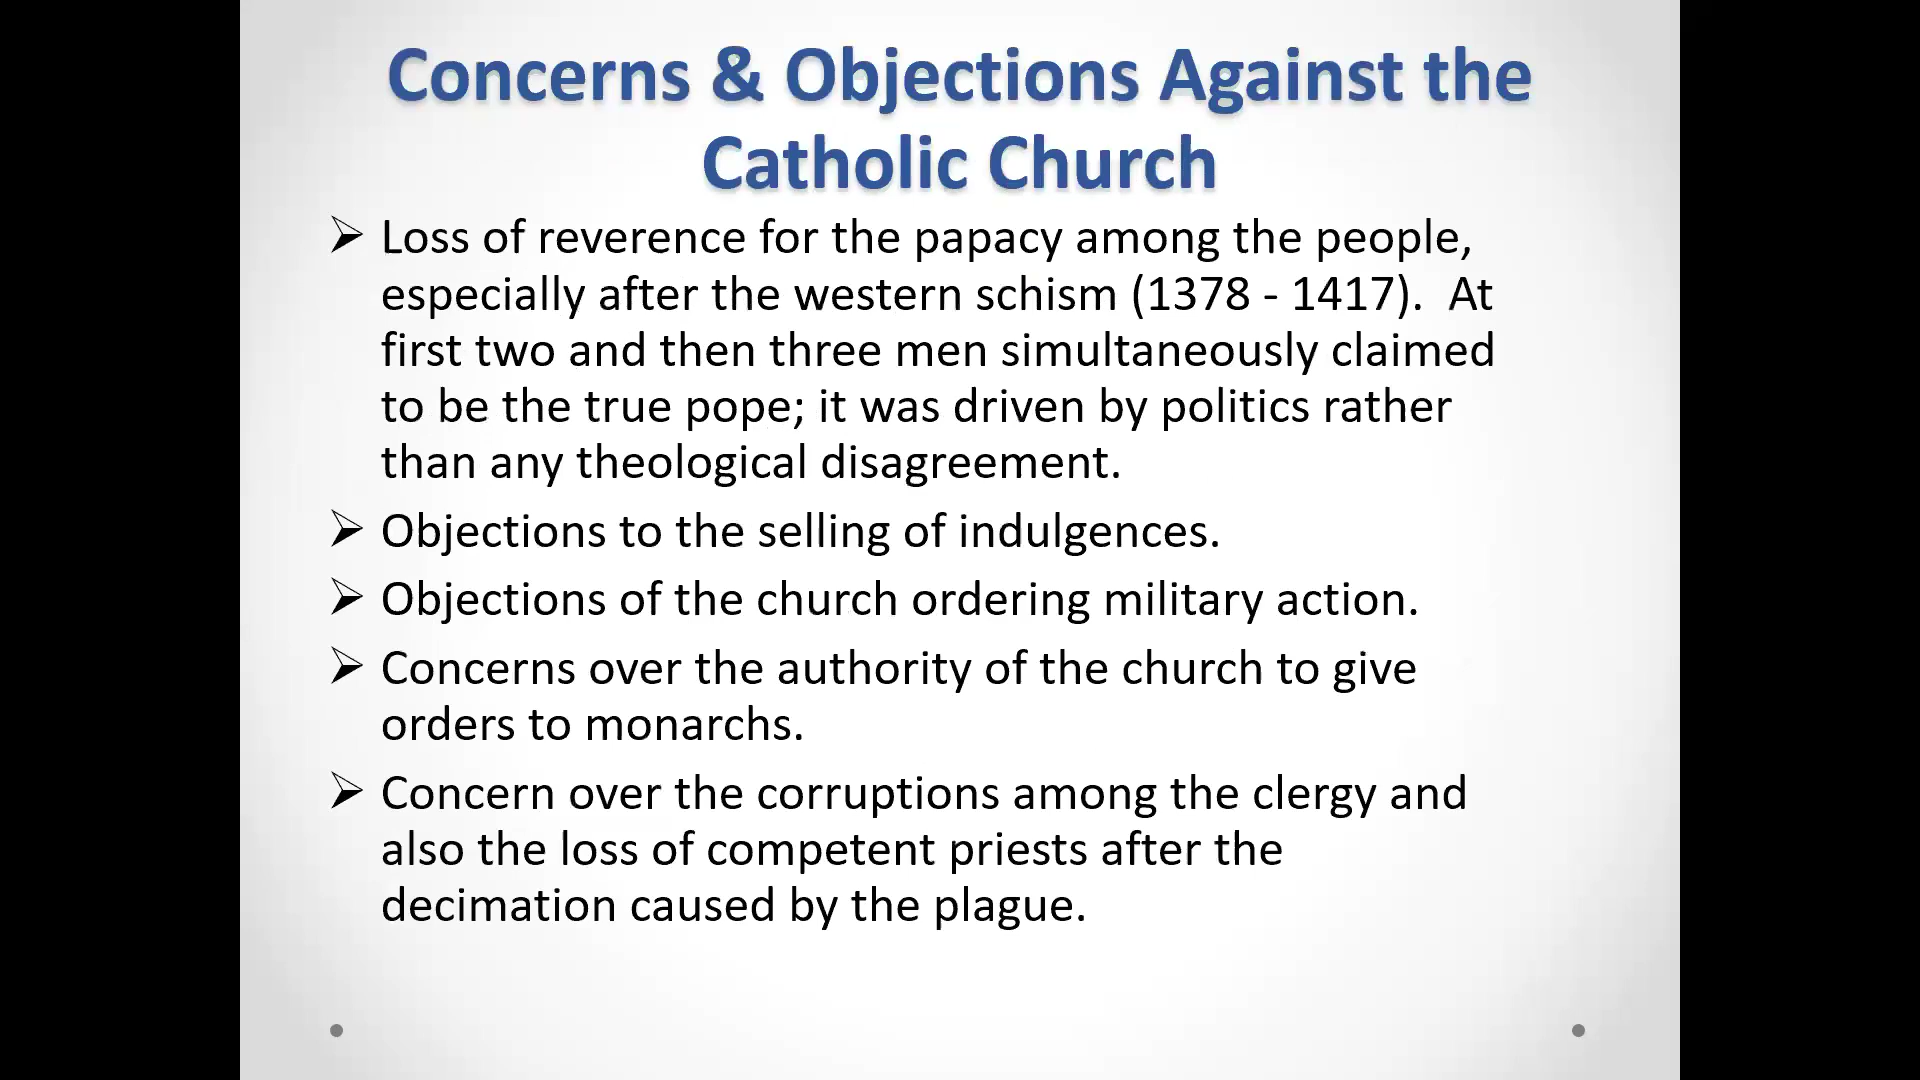 Concerns & Objections Against the
Catholic Church
➢ Loss of reverence for the papacy among the people,
especially after the western schism (1378 - 1417).  At
first two and then three men simultaneously claimed
to be the true pope; it was driven by politics rather
than any theological disagreement.
➢ Objections to the selling of indulgences.
➢ Objections of the church ordering military action.
➢ Concerns over the authority of the church to give
orders to monarchs.
➢ Concern over the corruptions among the clergy and
also the loss of competent priests after the
decimation caused by the plague.